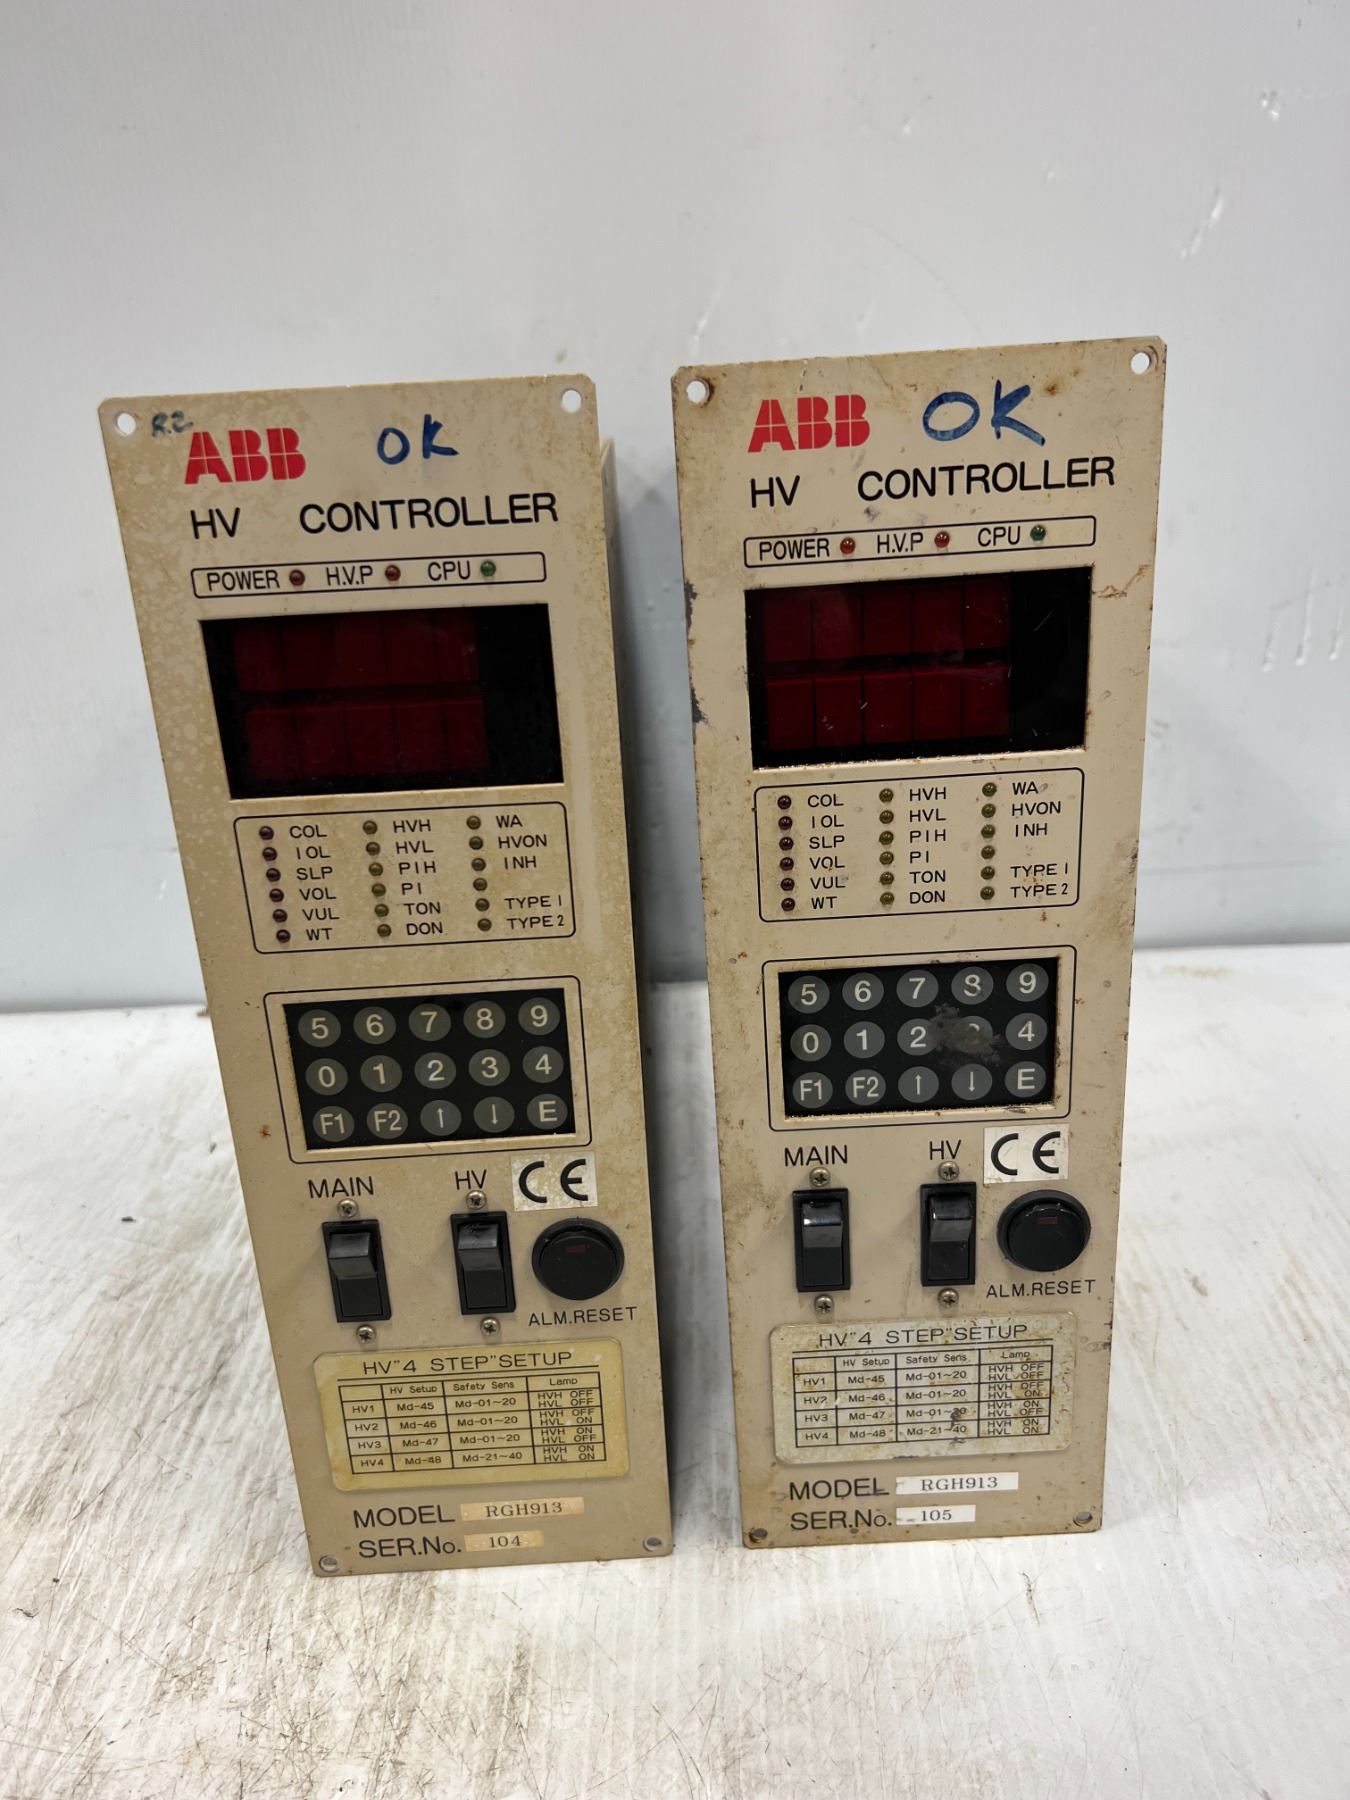 R.2
ABB OK
HV CONTROLLER
POWER H.V.P CPU
COL HVH WA
IOL HVL HVON
SLP PIH INH
VOL PI
VUL TON TYPE 1
WT DON TYPE 2
5 6 7 8 9
0 1 2 3 4
F1 F2 ↑ ↓ E
MAIN HV CE
ALM.RESET
HV"4 STEP"SETUP
HV Setup Safety Sens Lamp
HV1 Md-45 Md-01~20 HVH OFF
HVL OFF
HV2 Md-46 Md-01~20 HVH OFF
HVL ON
HV3 Md-47 Md-01~20 HVH ON
HVL OFF
HV4 Md-48 Md-21~40 HVH ON
HVL ON
MODEL RGH913
SER.No. 104
ABB OK
HV CONTROLLER
POWER H.V.P CPU
COL HVH WA
IOL HVL HVON
SLP PIH INH
VOL PI
VUL TON TYPE 1
WT DON TYPE 2
5 6 7 8 9
0 1 2 4
F1 F2 ↑ ↓ E
MAIN HV CE
ALM.RESET
HV"4 STEP"SETUP
HV Setup Safety Sens Lamp
HV1 Md-45 Md-01~20 HVH OFF
HVL OFF
HV2 Md-46 Md-01~20 HVH OFF
HVL ON
HV3 Md-47 Md-01~20 HVH ON
HVL OFF
HV4 Md-48 Md-21~40 HVH ON
HVL ON
MODEL RGH913
SER.No. 105